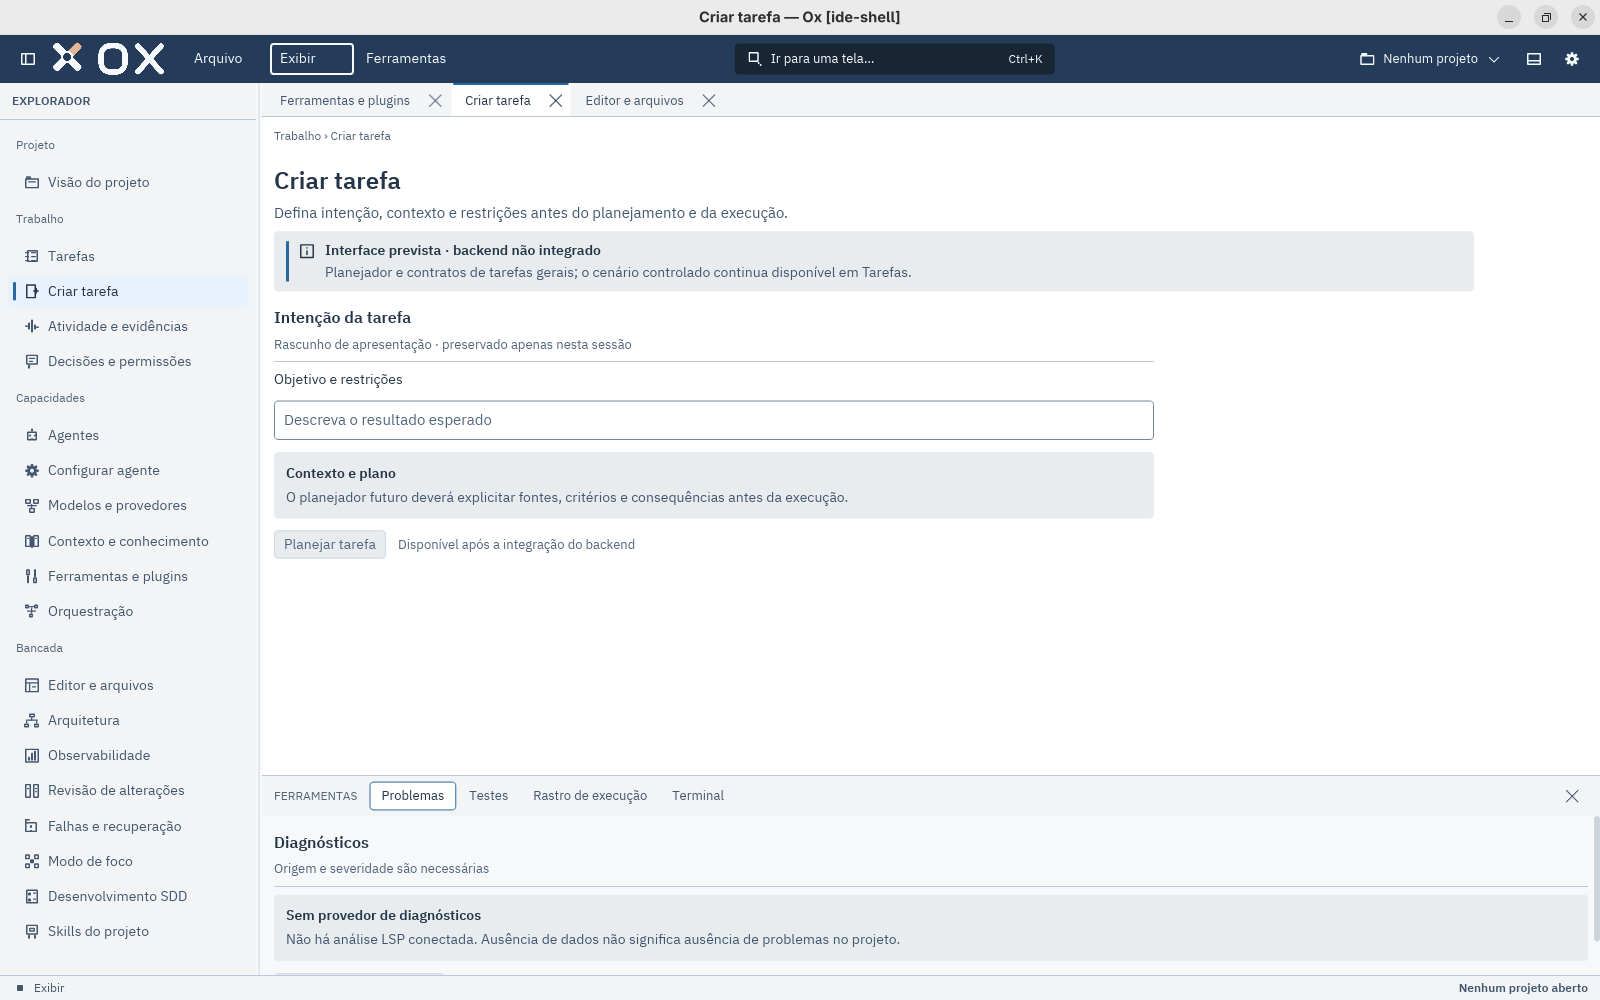 Criar tarefa — Ox [ide-shell]
OX
Arquivo
Exibir
Ferramentas
Ir para uma tela...
Ctrl+K
Nenhum projeto
EXPLORADOR
Projeto
Visão do projeto
Trabalho
Tarefas
Criar tarefa
Atividade e evidências
Decisões e permissões
Capacidades
Agentes
Configurar agente
Modelos e provedores
Contexto e conhecimento
Ferramentas e plugins
Orquestração
Bancada
Editor e arquivos
Arquitetura
Observabilidade
Revisão de alterações
Falhas e recuperação
Modo de foco
Desenvolvimento SDD
Skills do projeto
Ferramentas e plugins
Criar tarefa
Editor e arquivos
Trabalho › Criar tarefa
Criar tarefa
Defina intenção, contexto e restrições antes do planejamento e da execução.
Interface prevista · backend não integrado
Planejador e contratos de tarefas gerais; o cenário controlado continua disponível em Tarefas.
Intenção da tarefa
Rascunho de apresentação · preservado apenas nesta sessão
Objetivo e restrições
Descreva o resultado esperado
Contexto e plano
O planejador futuro deverá explicitar fontes, critérios e consequências antes da execução.
Planejar tarefa
Disponível após a integração do backend
FERRAMENTAS
Problemas
Testes
Rastro de execução
Terminal
Diagnósticos
Origem e severidade são necessárias
Sem provedor de diagnósticos
Não há análise LSP conectada. Ausência de dados não significa ausência de problemas no projeto.
Exibir
Nenhum projeto aberto